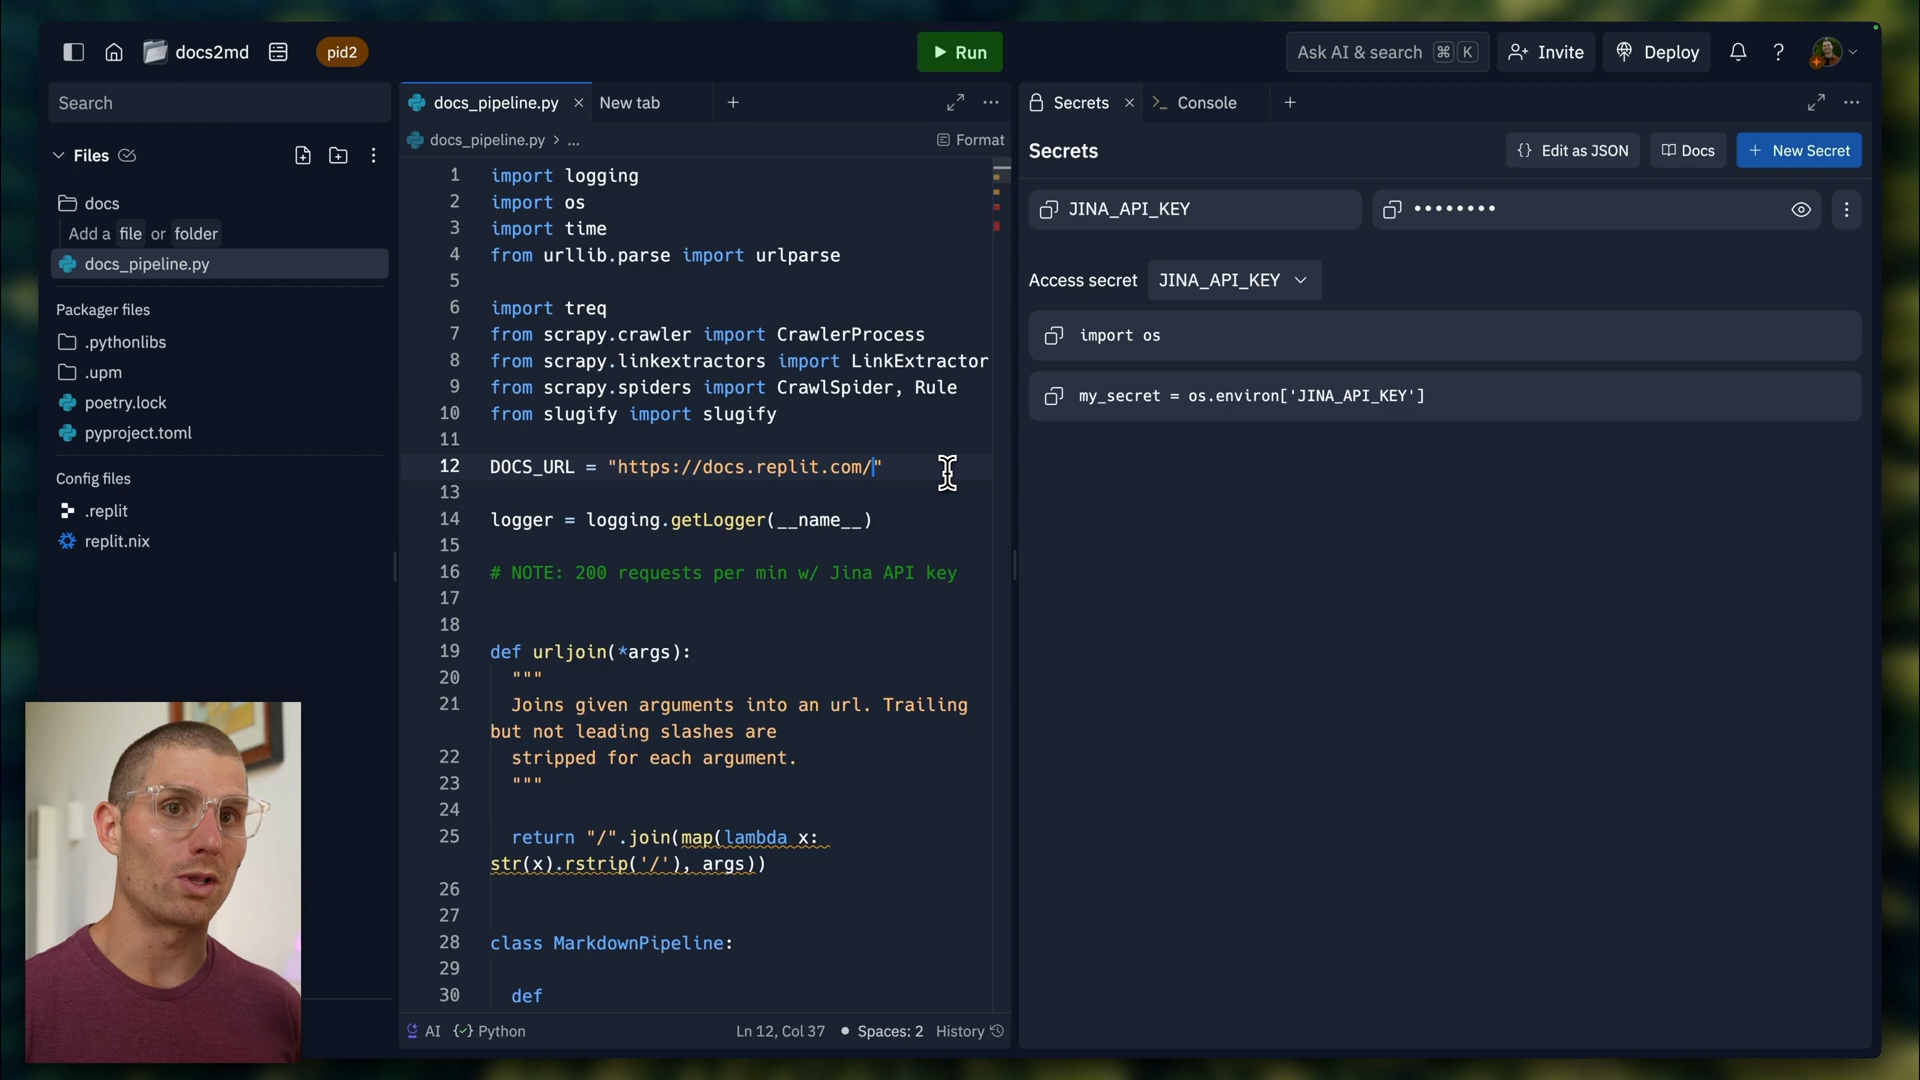 docs2md
pid2
Run
Ask AI & search ⌘ K
Invite
Deploy
?
Search
Files
docs
Add a file or folder
docs_pipeline.py
Packager files
.pythonlibs
.upm
poetry.lock
pyproject.toml
Config files
.replit
replit.nix
docs_pipeline.py
New tab
docs_pipeline.py > ...
Format
1 import logging
2 import os
3 import time
4 from urllib.parse import urlparse
5
6 import treq
7 from scrapy.crawler import CrawlerProcess
8 from scrapy.linkextractors import LinkExtractor
9 from scrapy.spiders import CrawlSpider, Rule
10 from slugify import slugify
11
12 DOCS_URL = "https://docs.replit.com/"
13
14 logger = logging.getLogger(__name__)
15
16 # NOTE: 200 requests per min w/ Jina API key
17
18
19 def urljoin(*args):
20 """
21 Joins given arguments into an url. Trailing
but not leading slashes are
22 stripped for each argument.
23 """
24
25 return "/".join(map(lambda x:
str(x).rstrip('/'), args))
26
27
28 class MarkdownPipeline:
29
30 def
AI
Python
Ln 12, Col 37
Spaces: 2
History
Secrets
Console
Secrets
{} Edit as JSON
Docs
+ New Secret
JINA_API_KEY
••••••••
Access secret JINA_API_KEY
import os
my_secret = os.environ['JINA_API_KEY']